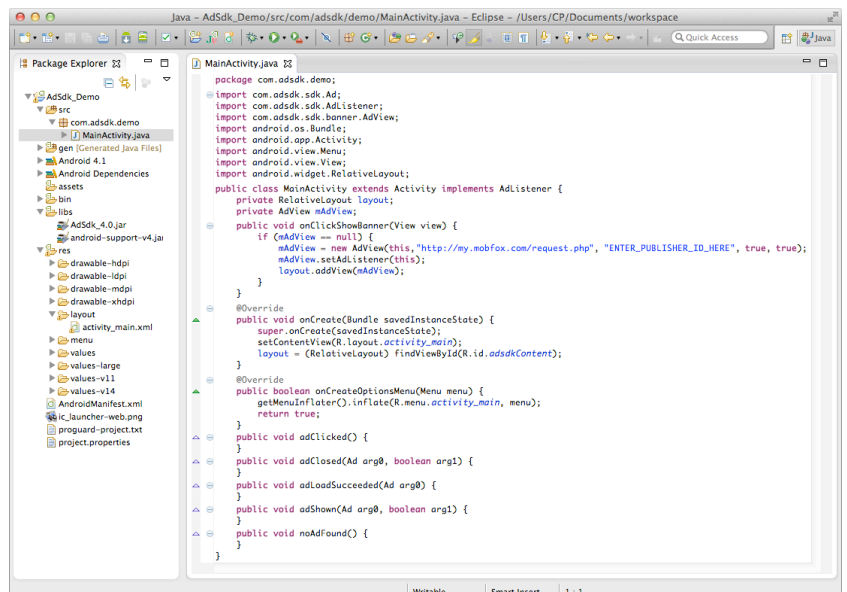 Java – AdSdk_Demo/src/com/adsdk/demo/MainActivity.java – Eclipse – /Users/CP/Documents/workspace
Quick Access
Java
Package Explorer
AdSdk_Demo
src
com.adsdk.demo
MainActivity.java
gen [Generated Java Files]
Android 4.1
Android Dependencies
assets
bin
libs
AdSdk_4.0.jar
android-support-v4.jar
res
drawable-hdpi
drawable-ldpi
drawable-mdpi
drawable-xhdpi
layout
activity_main.xml
menu
values
values-large
values-v11
values-v14
AndroidManifest.xml
ic_launcher-web.png
proguard-project.txt
project.properties
MainActivity.java
package com.adsdk.demo;
import com.adsdk.sdk.Ad;
import com.adsdk.sdk.AdListener;
import com.adsdk.sdk.banner.AdView;
import android.os.Bundle;
import android.app.Activity;
import android.view.Menu;
import android.view.View;
import android.widget.RelativeLayout;
public class MainActivity extends Activity implements AdListener {
private RelativeLayout layout;
private AdView mAdView;
public void onClickShowBanner(View view) {
if (mAdView == null) {
mAdView = new AdView(this,"http://my.mobfox.com/request.php", "ENTER_PUBLISHER_ID_HERE", true, true);
mAdView.setAdListener(this);
layout.addView(mAdView);
}
}
@Override
public void onCreate(Bundle savedInstanceState) {
super.onCreate(savedInstanceState);
setContentView(R.layout.activity_main);
layout = (RelativeLayout) findViewById(R.id.adsdkContent);
}
@Override
public boolean onCreateOptionsMenu(Menu menu) {
getMenuInflater().inflate(R.menu.activity_main, menu);
return true;
}
public void adClicked() {
}
public void adClosed(Ad arg0, boolean arg1) {
}
public void adLoadSucceeded(Ad arg0) {
}
public void adShown(Ad arg0, boolean arg1) {
}
public void noAdFound() {
}
}
Writable
Smart Insert
1 : 1